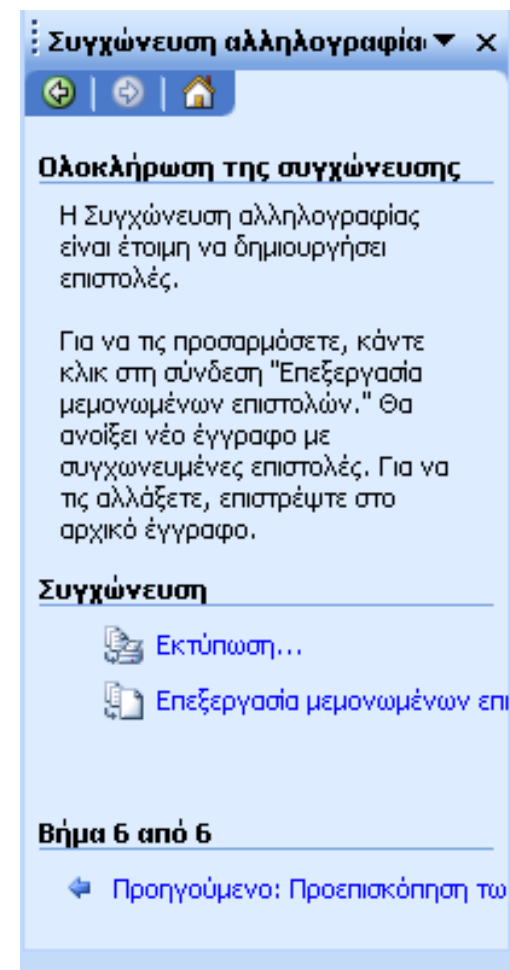 Συγχώνευση αλληλογραφία
Ολοκλήρωση της συγχώνευσης
Η Συγχώνευση αλληλογραφίας
είναι έτοιμη να δημιουργήσει
επιστολές.
Για να τις προσαρμόσετε, κάντε
κλικ στη σύνδεση "Επεξεργασία
μεμονωμένων επιστολών." Θα
ανοίξει νέο έγγραφο με
συγχωνευμένες επιστολές. Για να
τις αλλάξετε, επιστρέψτε στο
αρχικό έγγραφο.
Συγχώνευση
Εκτύπωση...
Επεξεργασία μεμονωμένων επι
Βήμα 6 από 6
Προηγούμενο: Προεπισκόπηση τω